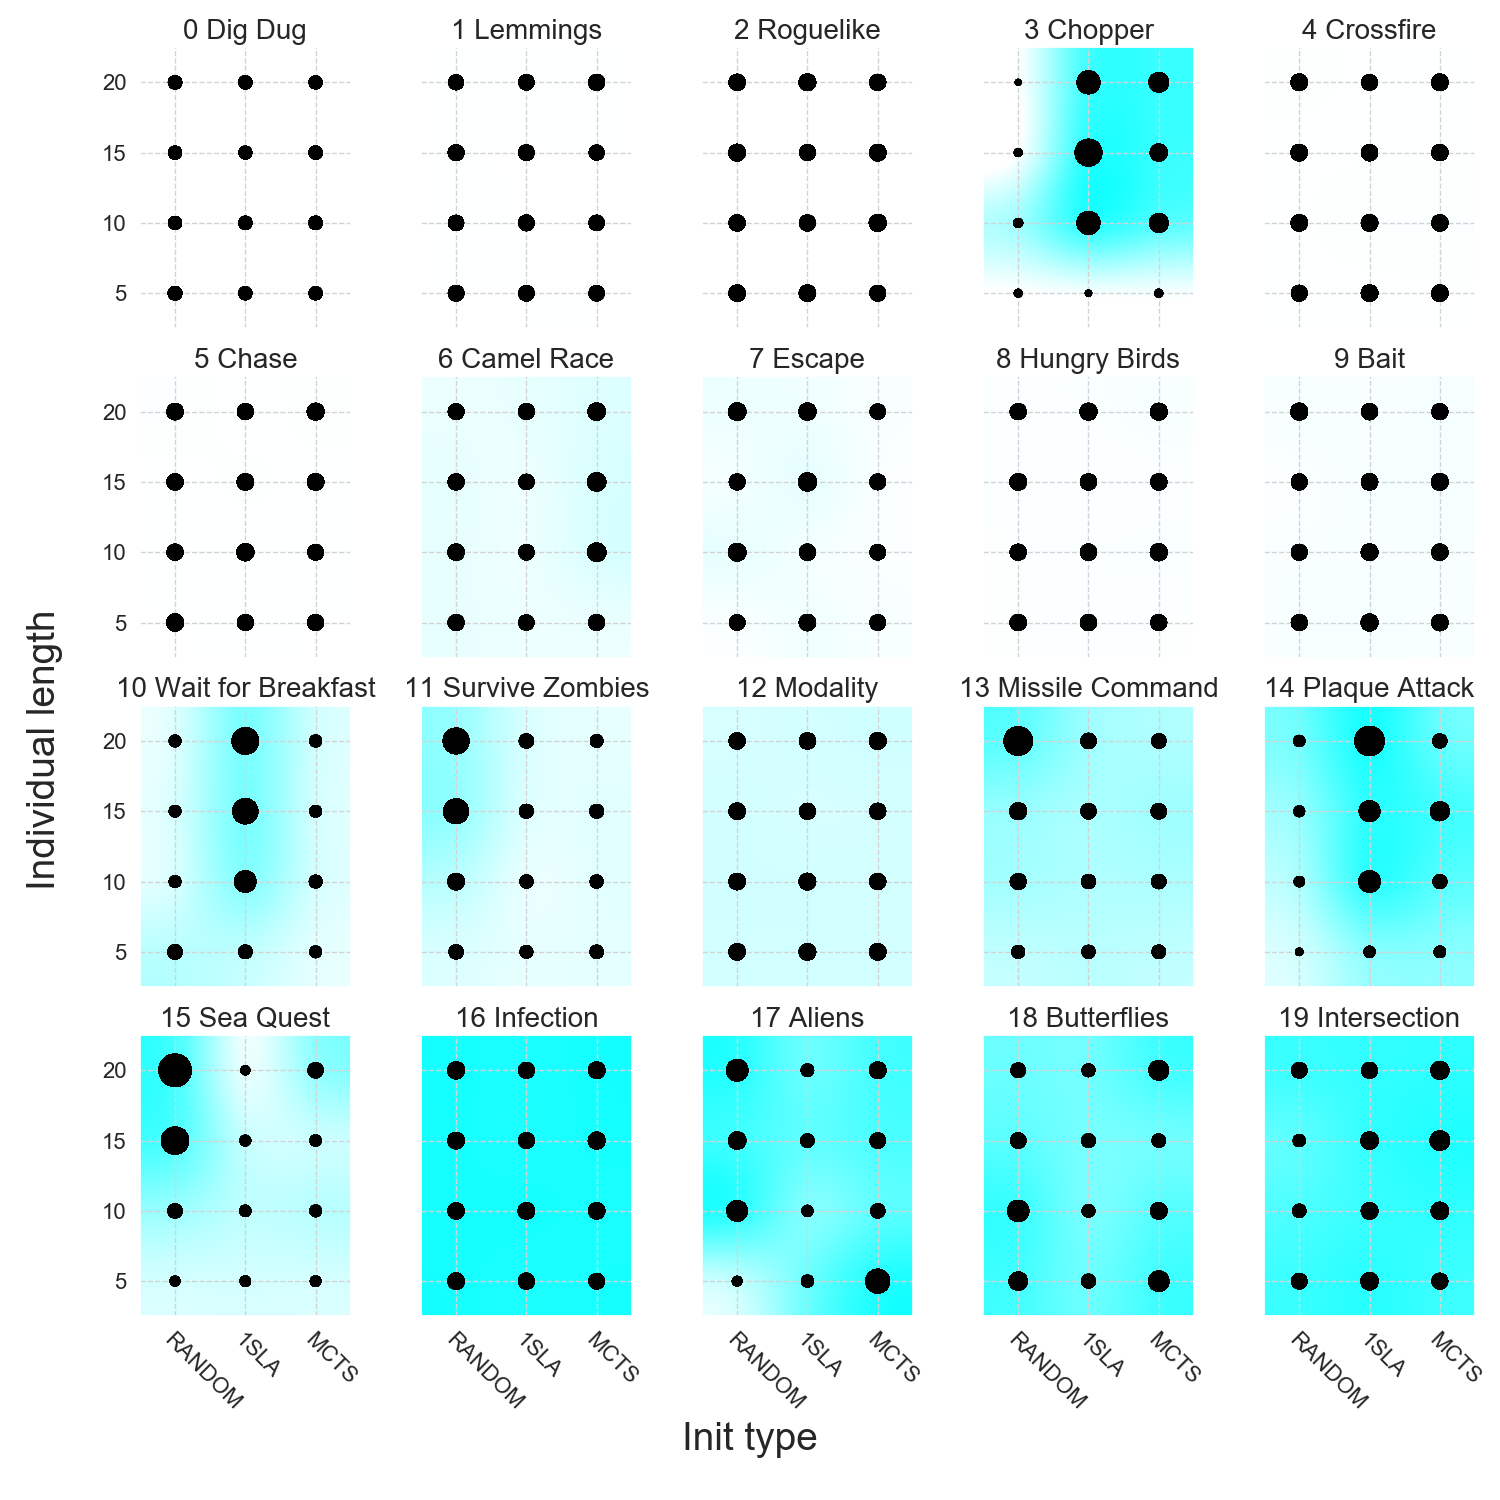 0 Dig Dug
1 Lemmings
2 Roguelike
3 Chopper
4 Crossfire
20
15
10
5
5 Chase
6 Camel Race
7 Escape
8 Hungry Birds
9 Bait
20
15
10
5
Individual length
10 Wait for Breakfast
11 Survive Zombies
12 Modality
13 Missile Command
14 Plaque Attack
20
15
10
5
15 Sea Quest
16 Infection
17 Aliens
18 Butterflies
19 Intersection
20
15
10
5
RANDOM
1SLA
MCTS
RANDOM
1SLA
MCTS
RANDOM
1SLA
MCTS
RANDOM
1SLA
MCTS
RANDOM
1SLA
MCTS
Init type